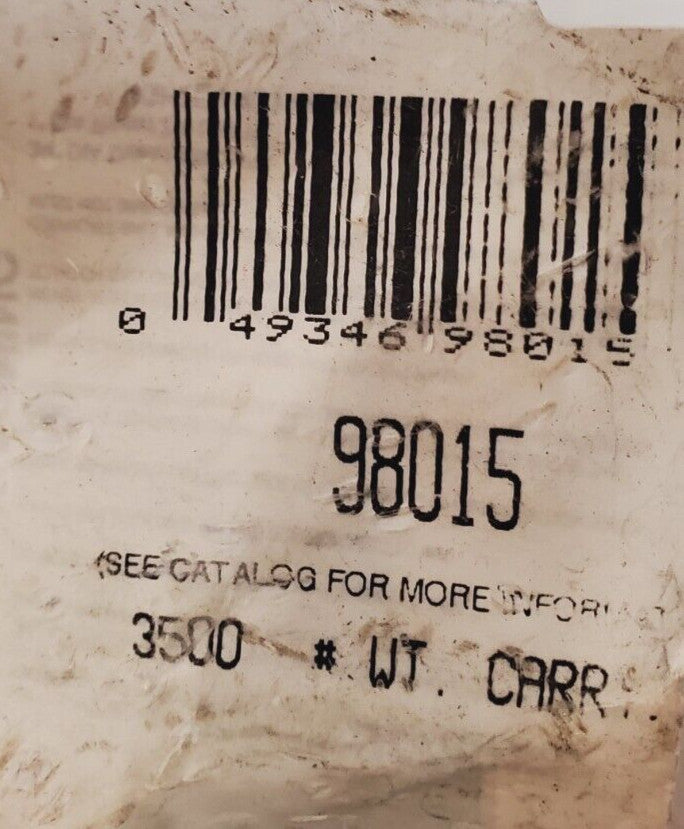 0 49346 98015
98015
(SEE CATALOG FOR MORE
3500 # WT. CARR